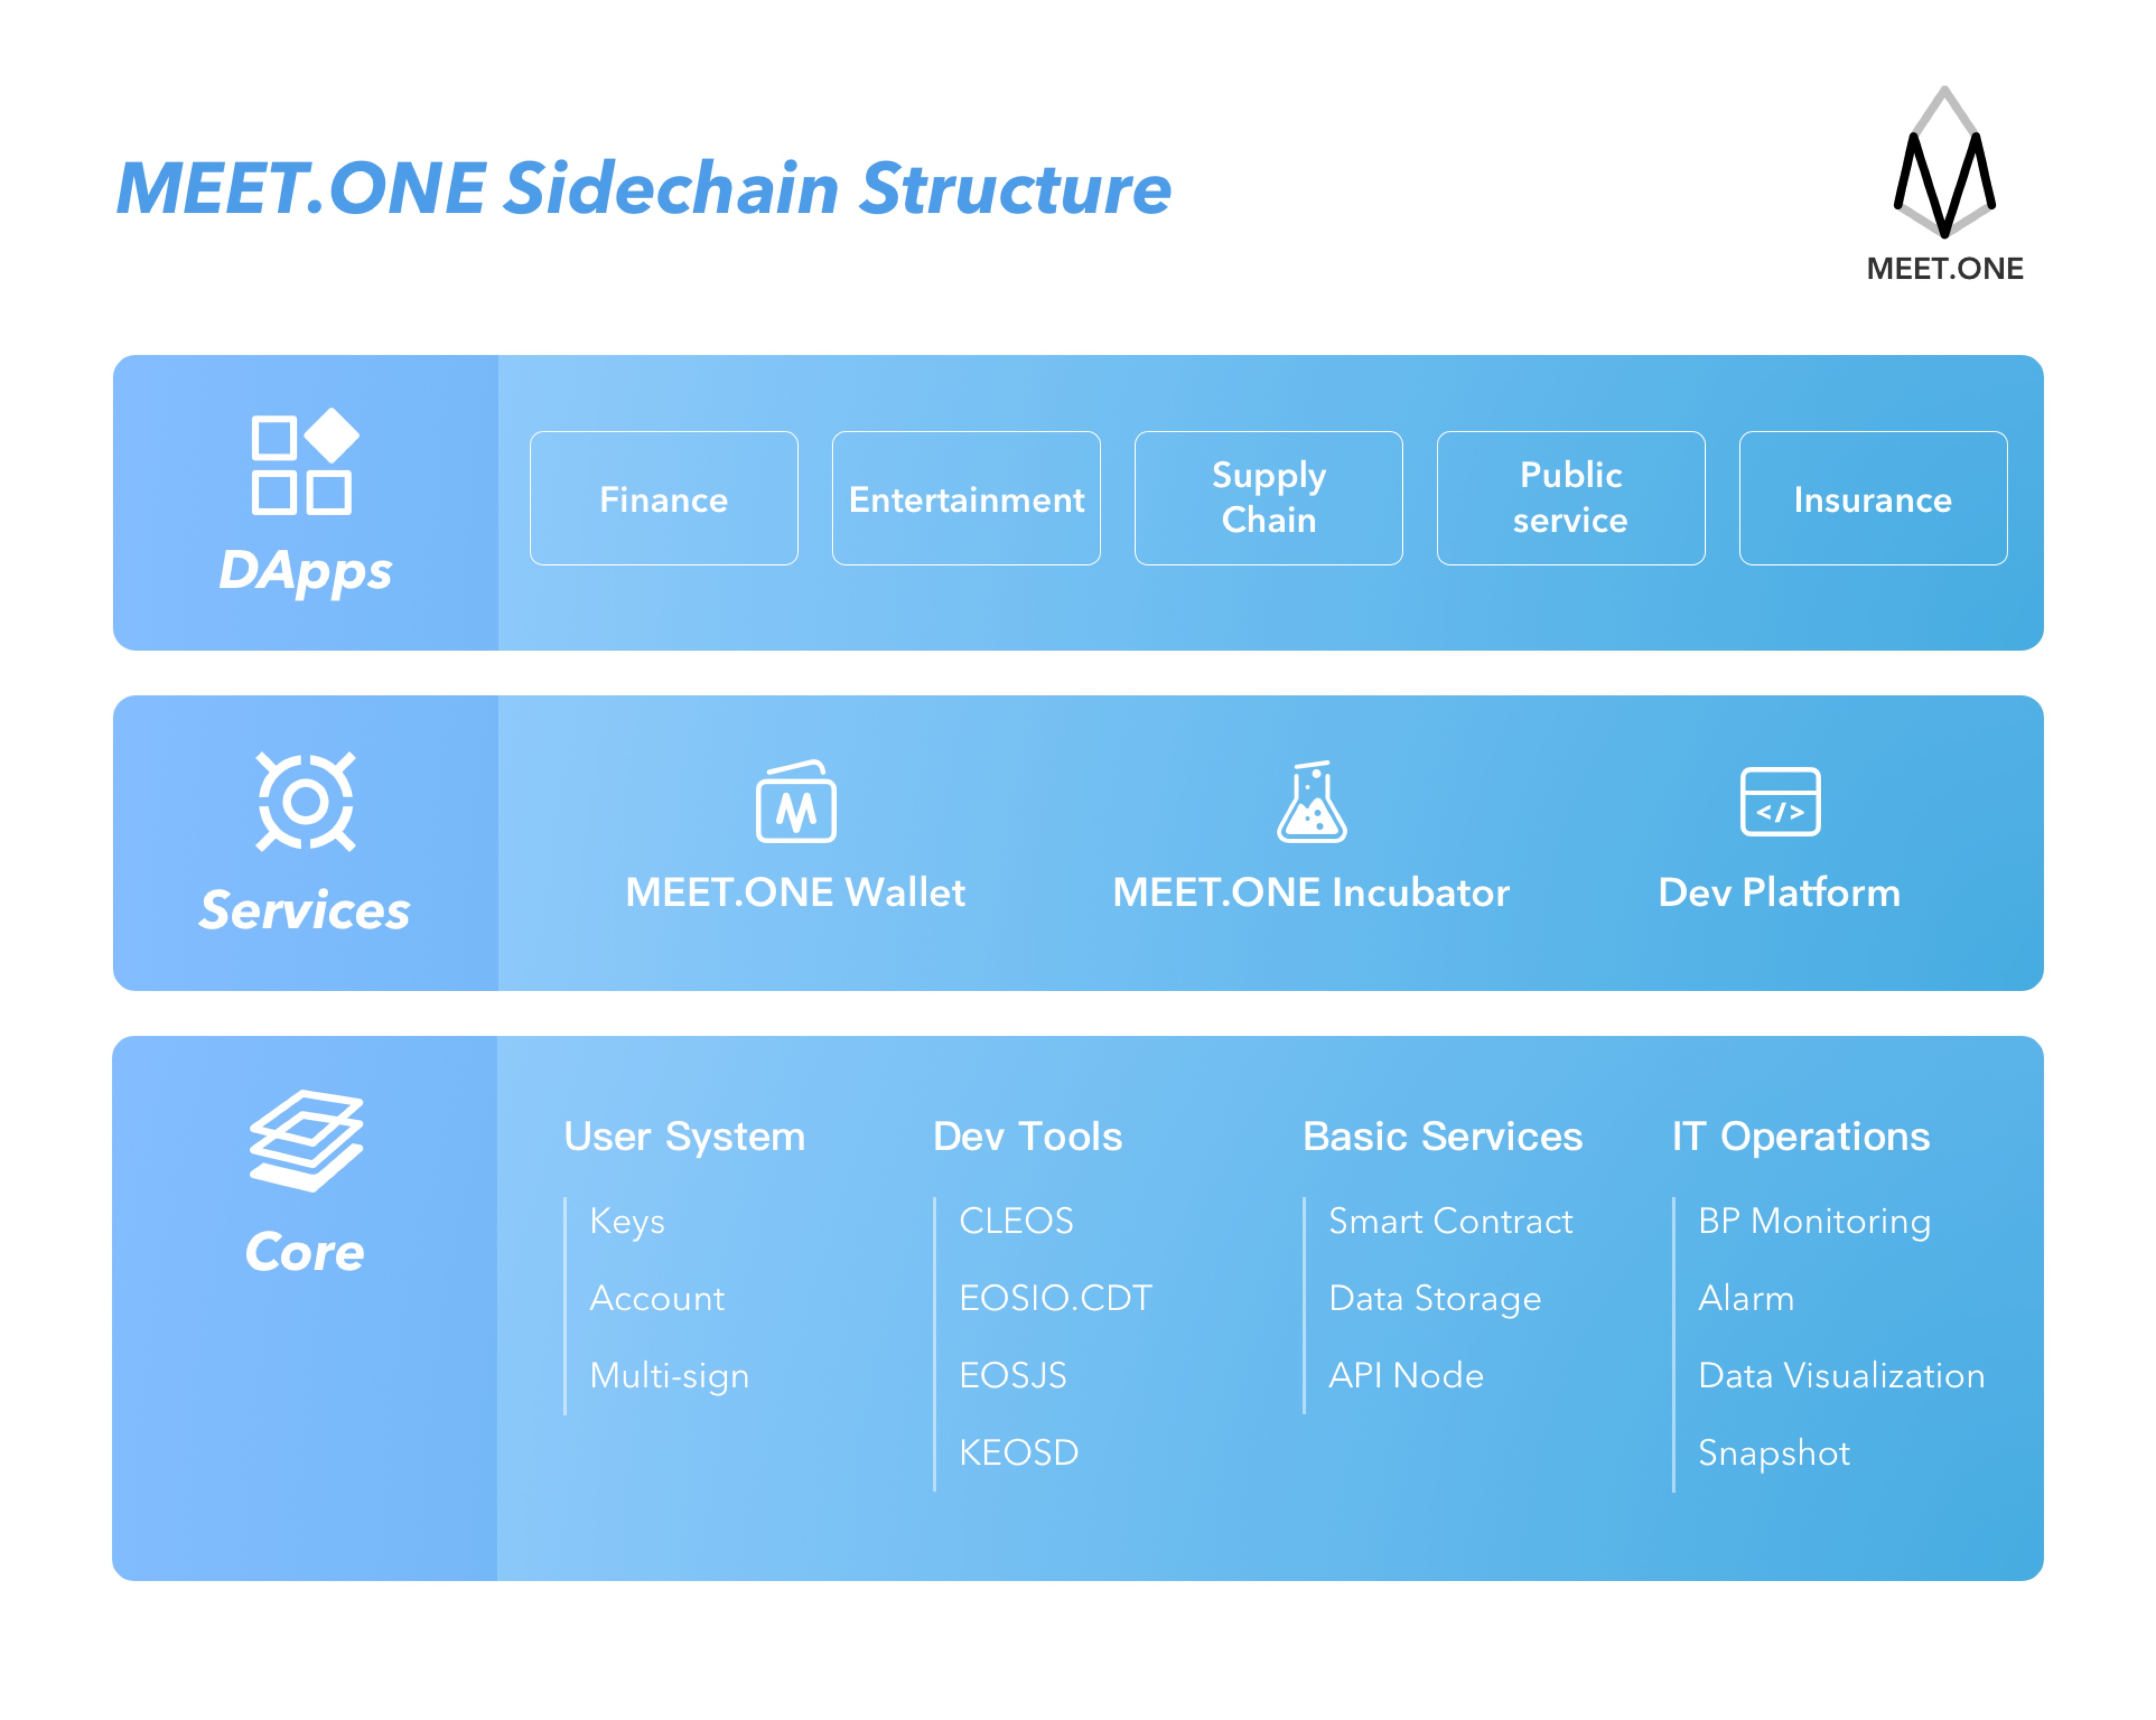 MEET.ONE Sidechain Structure
MEET.ONE
DApps
Finance
Entertainment
Supply
Chain
Public
service
Insurance
Services
M
</>
MEET.ONE Wallet
MEET.ONE Incubator
Dev Platform
Core
User System
Keys
Account
Multi-sign
Dev Tools
CLEOS
EOSIO.CDT
EOSJS
KEOSD
Basic Services
Smart Contract
Data Storage
API Node
IT Operations
BP Monitoring
Alarm
Data Visualization
Snapshot